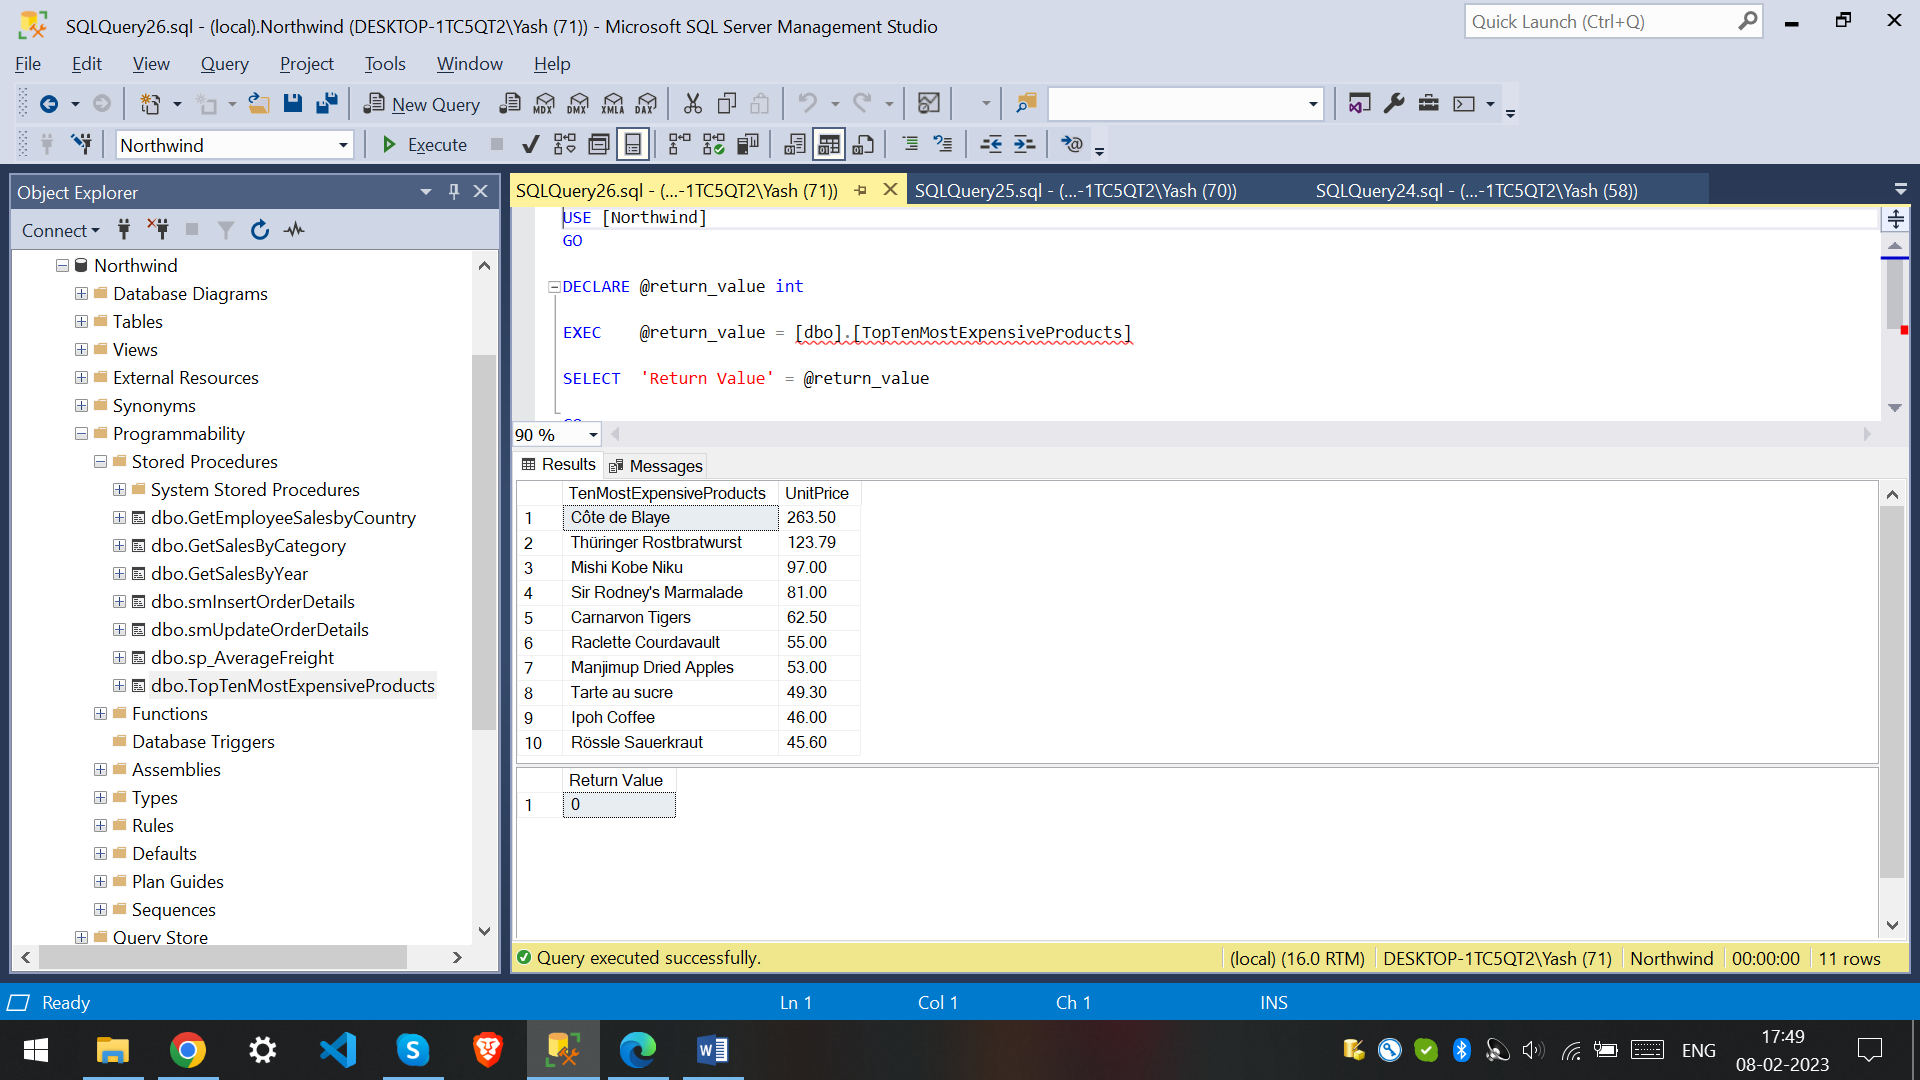 SQLQuery26.sql - (local).Northwind (DESKTOP-1TC5QT2\Yash (71)) - Microsoft SQL Server Management Studio
Quick Launch (Ctrl+Q)
File Edit View Query Project Tools Window Help
New Query MDX DMX XMLA DAX
Northwind Execute
Object Explorer
Connect
Northwind
Database Diagrams
Tables
Views
External Resources
Synonyms
Programmability
Stored Procedures
System Stored Procedures
dbo.GetEmployeeSalesbyCountry
dbo.GetSalesByCategory
dbo.GetSalesByYear
dbo.smInsertOrderDetails
dbo.smUpdateOrderDetails
dbo.sp_AverageFreight
dbo.TopTenMostExpensiveProducts
Functions
Database Triggers
Assemblies
Types
Rules
Defaults
Plan Guides
Sequences
Query Store
SQLQuery26.sql - (...-1TC5QT2\Yash (71)) SQLQuery25.sql - (...-1TC5QT2\Yash (70)) SQLQuery24.sql - (...-1TC5QT2\Yash (58))
USE [Northwind]
GO
DECLARE @return_value int
EXEC @return_value = [dbo].[TopTenMostExpensiveProducts]
SELECT 'Return Value' = @return_value
GO
90 %
Results Messages
TenMostExpensiveProducts UnitPrice
1 Côte de Blaye 263.50
2 Thüringer Rostbratwurst 123.79
3 Mishi Kobe Niku 97.00
4 Sir Rodney's Marmalade 81.00
5 Carnarvon Tigers 62.50
6 Raclette Courdavault 55.00
7 Manjimup Dried Apples 53.00
8 Tarte au sucre 49.30
9 Ipoh Coffee 46.00
10 Rössle Sauerkraut 45.60
Return Value
1 0
Query executed successfully. (local) (16.0 RTM) DESKTOP-1TC5QT2\Yash (71) Northwind 00:00:00 11 rows
Ready Ln 1 Col 1 Ch 1 INS
ENG
17:49
08-02-2023